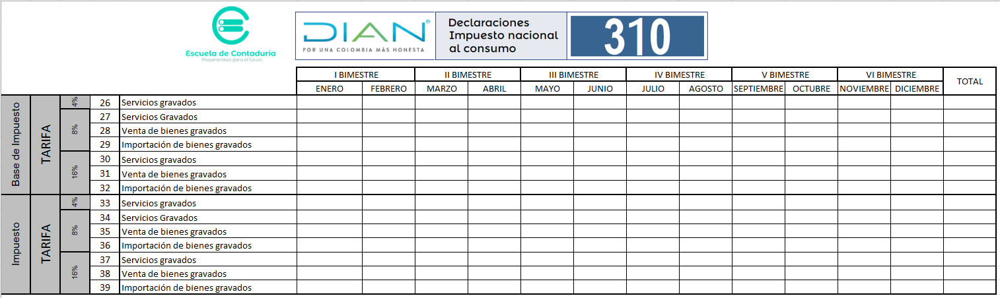 Escuela de Contaduría
Preparándote para el futuro
DIAN®
POR UNA COLOMBIA MÁS HONESTA
Declaraciones
Impuesto nacional
al consumo
310
I BIMESTRE II BIMESTRE III BIMESTRE IV BIMESTRE V BIMESTRE VI BIMESTRE TOTAL
ENERO FEBRERO MARZO ABRIL MAYO JUNIO JULIO AGOSTO SEPTIEMBRE OCTUBRE NOVIEMBRE DICIEMBRE
Base de Impuesto
TARIFA
4%
26 Servicios gravados
8%
27 Servicios Gravados
28 Venta de bienes gravados
29 Importación de bienes gravados
16%
30 Servicios gravados
31 Venta de bienes gravados
32 Importación de bienes gravados
Impuesto
TARIFA
4%
33 Servicios gravados
8%
34 Servicios Gravados
35 Venta de bienes gravados
36 Importación de bienes gravados
16%
37 Servicios gravados
38 Venta de bienes gravados
39 Importación de bienes gravados